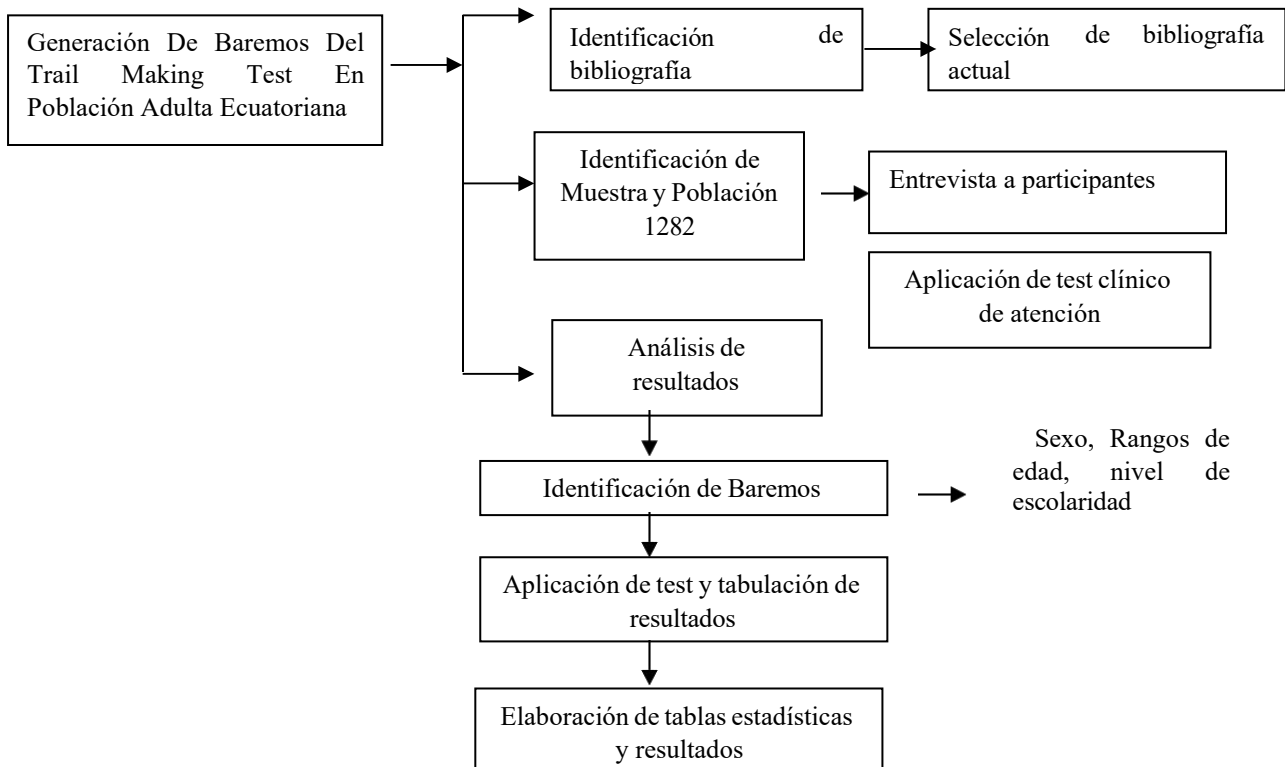 Generación De Baremos Del
Trail Making Test En
Población Adulta Ecuatoriana
Identificación de
bibliografía
Selección de bibliografía
actual
Identificación de
Muestra y Población
1282
Entrevista a participantes
Aplicación de test clínico
de atención
Análisis de
resultados
Identificación de Baremos
Sexo, Rangos de
edad, nivel de
escolaridad
Aplicación de test y tabulación de
resultados
Elaboración de tablas estadísticas
y resultados